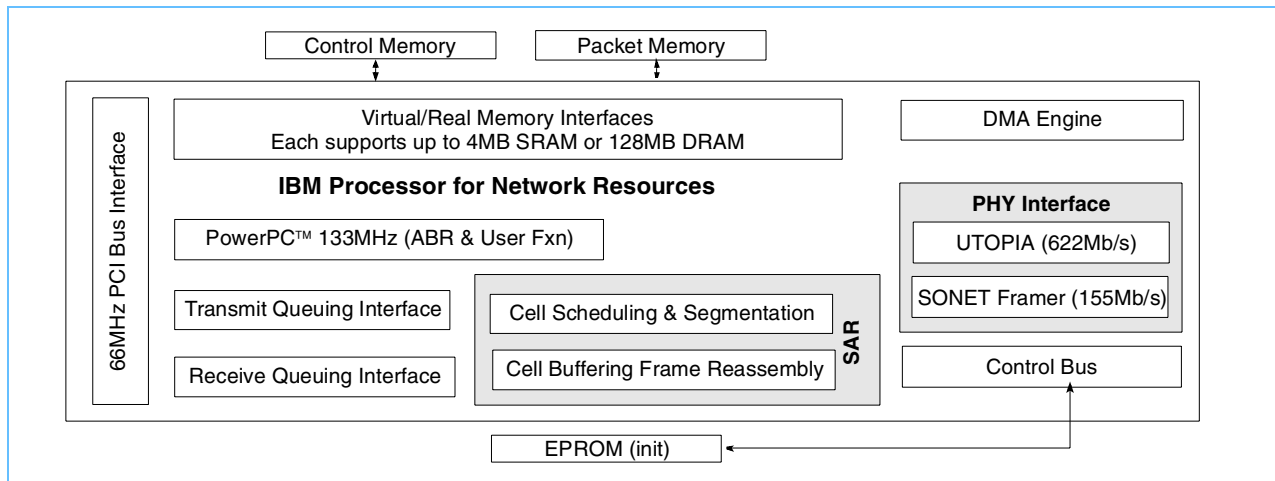 Control Memory
Packet Memory
66MHz PCI Bus Interface
Virtual/Real Memory Interfaces
Each supports up to 4MB SRAM or 128MB DRAM
DMA Engine
IBM Processor for Network Resources
PHY Interface
UTOPIA (622Mb/s)
SONET Framer (155Mb/s)
PowerPC™ 133MHz (ABR & User Fxn)
Transmit Queuing Interface
Receive Queuing Interface
Cell Scheduling & Segmentation
Cell Buffering Frame Reassembly
SAR
Control Bus
EPROM (init)